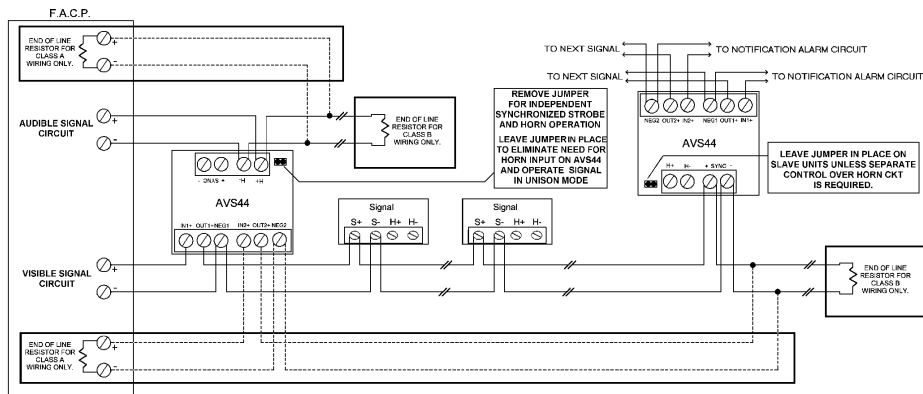 F.A.C.P.
END OF LINE
RESISTOR FOR
CLASS A
WIRING ONLY.
+
-
AUDIBLE SIGNAL
CIRCUIT
+
-
END OF LINE
RESISTOR FOR
CLASS B
WIRING ONLY.
REMOVE JUMPER
FOR INDEPENDENT
SYNCHRONIZED STROBE
AND HORN OPERATION
LEAVE JUMPER IN PLACE
TO ELIMINATE NEED FOR
HORN INPUT ON AVS44
AND OPERATE SIGNAL
IN UNISON MODE
TO NEXT SIGNAL
TO NOTIFICATION ALARM CIRCUIT
TO NEXT SIGNAL
TO NOTIFICATION ALARM CIRCUIT
NEG2 OUT2+ IN2+ NEG1 OUT1+ IN1+
AVS44
H+ H- + SYNC -
LEAVE JUMPER IN PLACE ON
SLAVE UNITS UNLESS SEPARATE
CONTROL OVER HORN CKT
IS REQUIRED.
- SYNC + H- H+
AVS44
IN1+ OUT1+ NEG1 IN2+ OUT2+ NEG2
Signal
S+ S- H+ H-
Signal
S+ S- H+ H-
VISIBLE SIGNAL
CIRCUIT
+
-
END OF LINE
RESISTOR FOR
CLASS B
WIRING ONLY.
END OF LINE
RESISTOR FOR
CLASS A
WIRING ONLY.
+
-